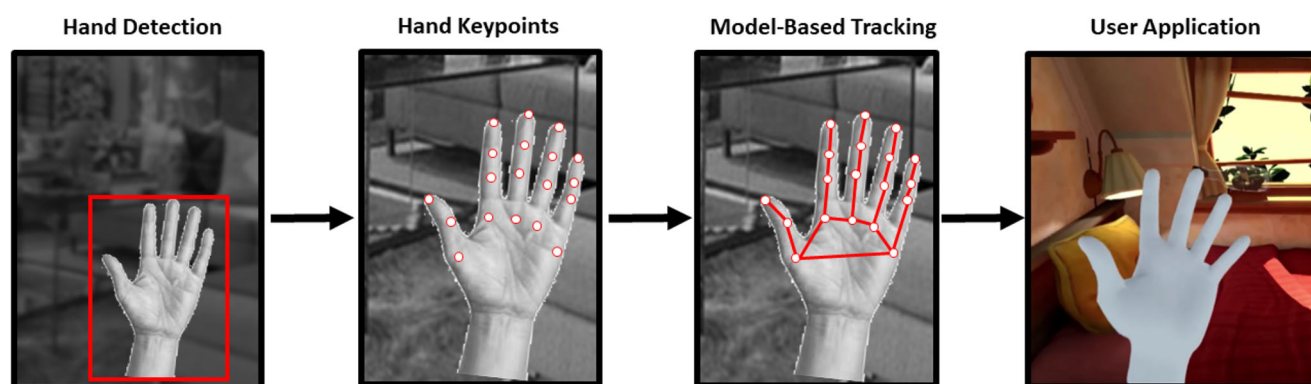 Hand Detection
Hand Keypoints
Model-Based Tracking
User Application